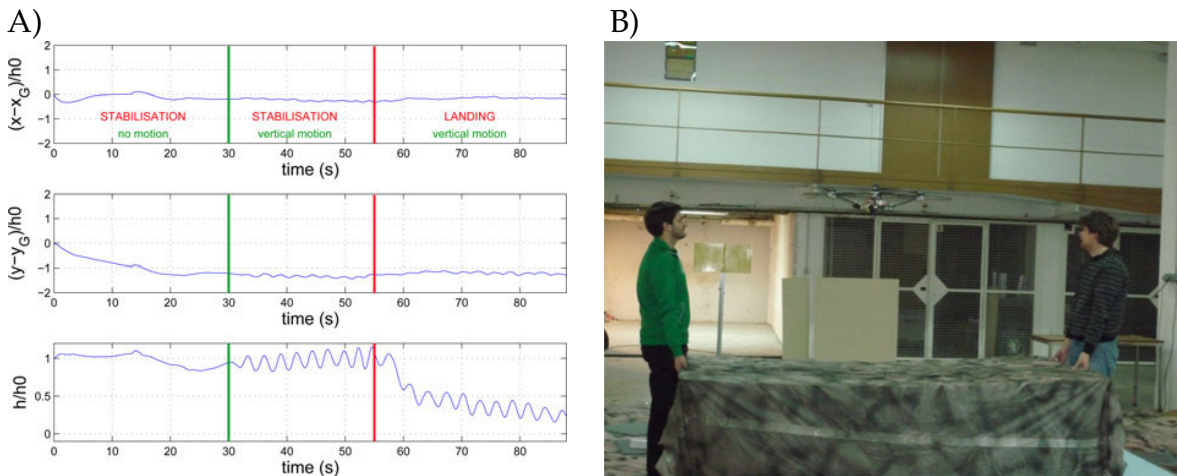 A)
B)
(x−x_G)/h0
2
1
0
−1
−2
STABILISATION STABILISATION LANDING
no motion vertical motion vertical motion
0 10 20 30 40 50 60 70 80
time (s)
(y−y_G)/h0
2
1
0
−1
−2
0 10 20 30 40 50 60 70 80
time (s)
h/h0
1
0.5
0
0 10 20 30 40 50 60 70 80
time (s)